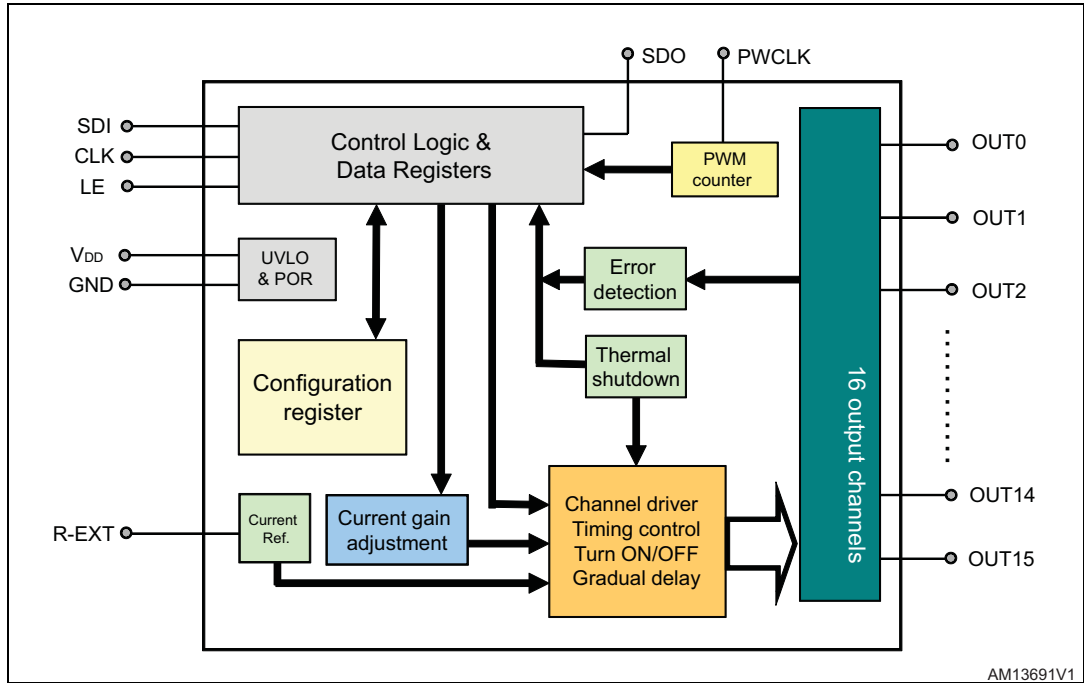 SDO
PWCLK
SDI
CLK
LE
Control Logic &
Data Registers
PWM
counter
OUT0
OUT1
VDD
GND
UVLO
& POR
Error
detection
OUT2
Thermal
shutdown
Configuration
register
16 output channels
R-EXT
Current
Ref.
Current gain
adjustment
Channel driver
Timing control
Turn ON/OFF
Gradual delay
OUT14
OUT15
AM13691V1